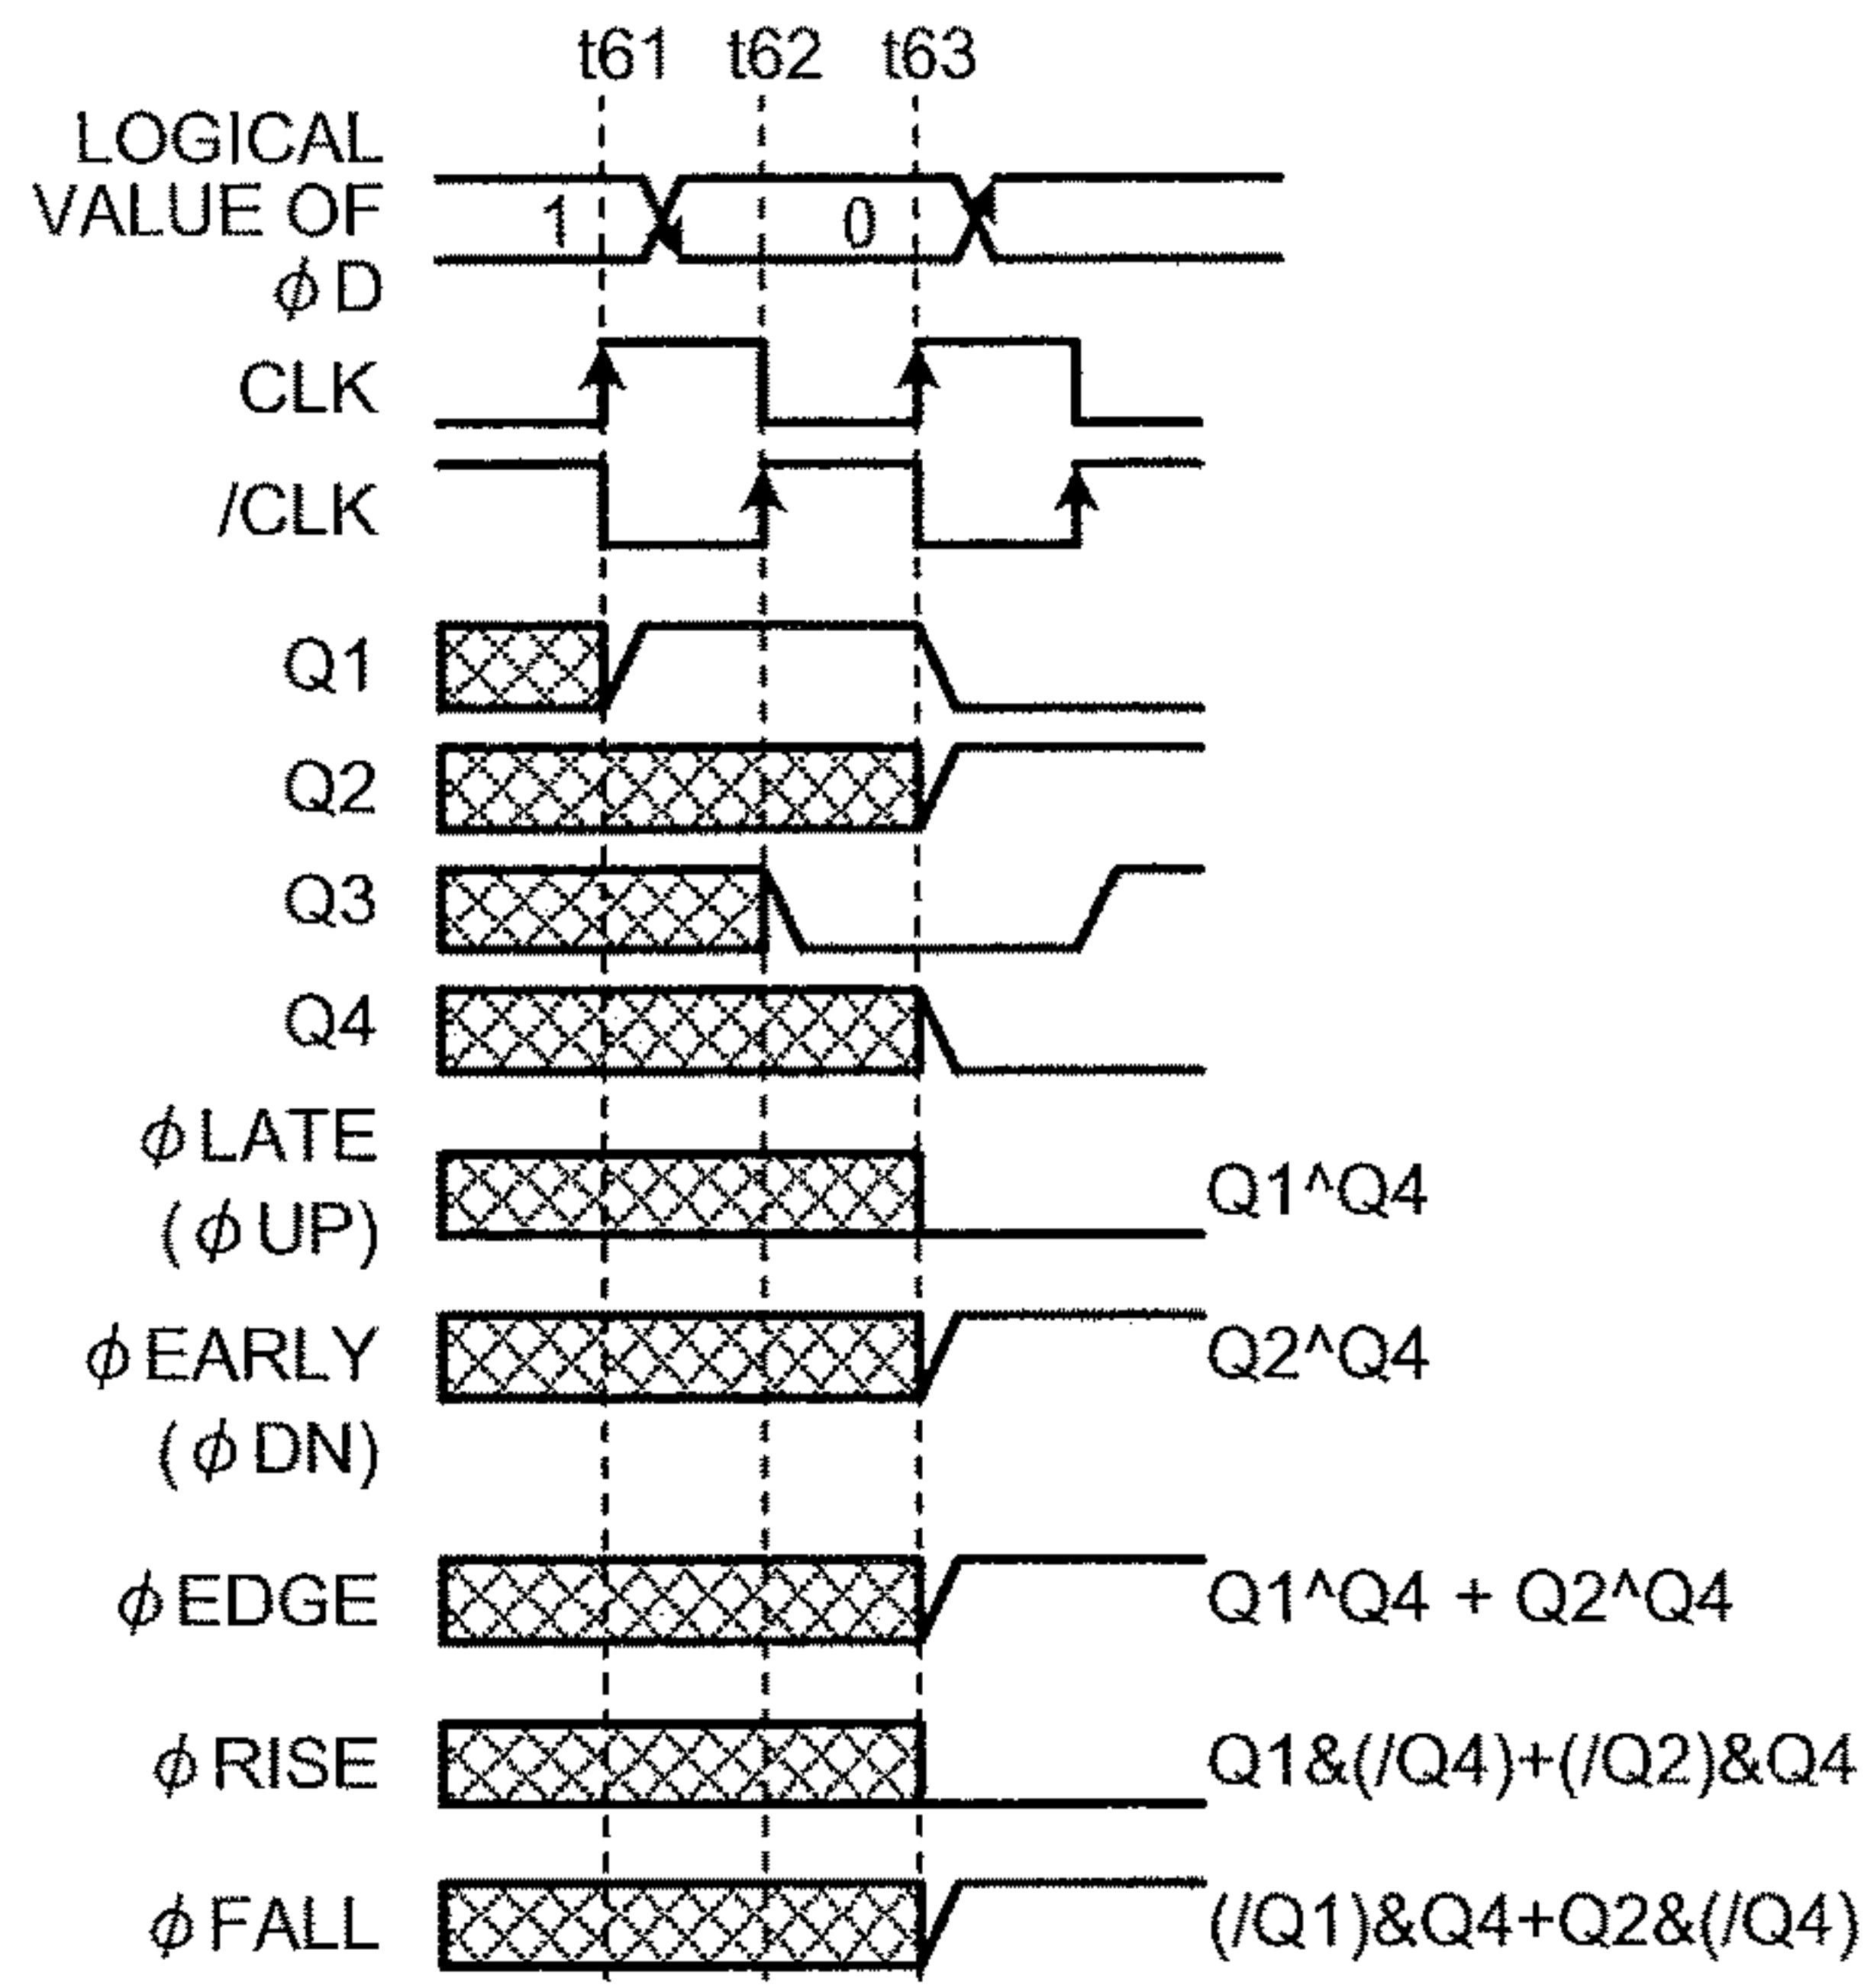 t61 t62 t63
LOGICAL
VALUE OF
ϕD
1 0
CLK
/CLK
Q1
Q2
Q3
Q4
ϕLATE
(ϕUP)
Q1^Q4
ϕEARLY
(ϕDN)
Q2^Q4
ϕEDGE
Q1^Q4 + Q2^Q4
ϕRISE
Q1&(/Q4)+(/Q2)&Q4
ϕFALL
(/Q1)&Q4+Q2&(/Q4)